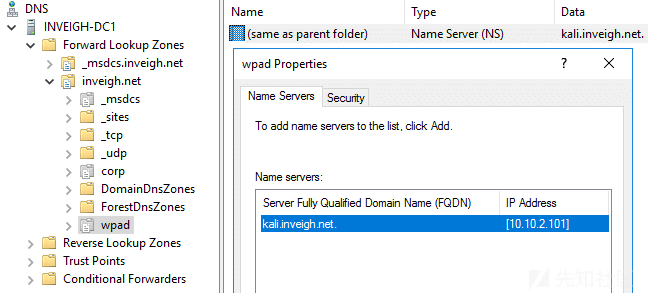 DNS
INVEIGH-DC1
Forward Lookup Zones
_msdcs.inveigh.net
inveigh.net
_msdcs
_sites
_tcp
_udp
corp
DomainDnsZones
ForestDnsZones
wpad
Reverse Lookup Zones
Trust Points
Conditional Forwarders
Name Type Data
(same as parent folder) Name Server (NS) kali.inveigh.net.
wpad Properties ? ×
Name Servers Security
To add name servers to the list, click Add.
Name servers:
Server Fully Qualified Domain Name (FQDN) IP Address
kali.inveigh.net. [10.10.2.101]
先知社区